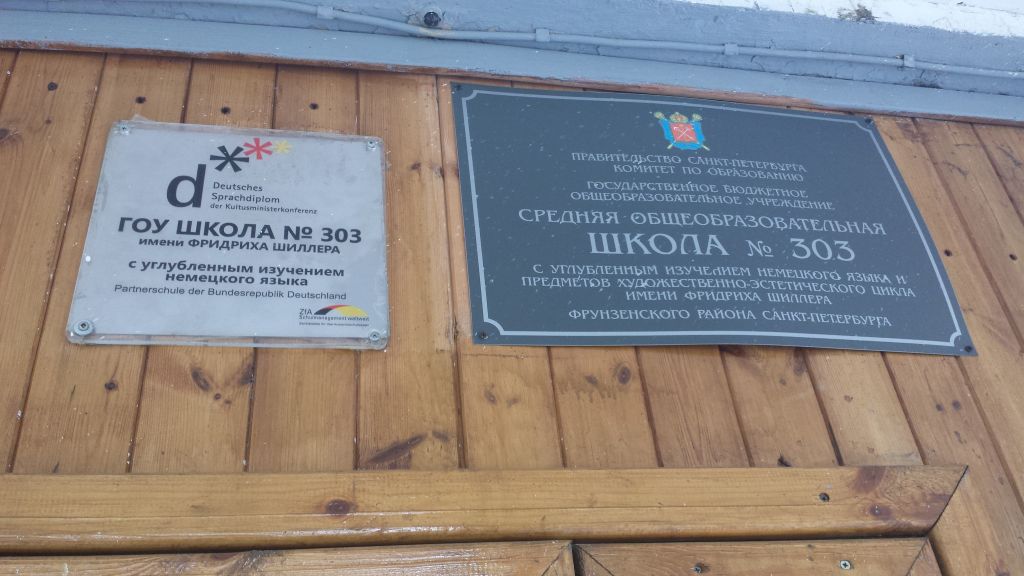 d
Deutsches
Sprachdiplom
der Kultusministerkonferenz
ГОУ ШКОЛА № 303
имени ФРИДРИХА ШИЛЛЕРА
с углубленным изучением
немецкого языка
Partnerschule der Bundesrepublik Deutschland
ZfA
Schulmanagement weltweit
ПРАВИТЕЛЬСТВО САНКТ-ПЕТЕРБУРГА
КОМИТЕТ ПО ОБРАЗОВАНИЮ
ГОСУДАРСТВЕННОЕ БЮДЖЕТНОЕ
ОБЩЕОБРАЗОВАТЕЛЬНОЕ УЧРЕЖДЕНИЕ
СРЕДНЯЯ ОБЩЕОБРАЗОВАТЕЛЬНАЯ
ШКОЛА № 303
С УГЛУБЛЕННЫМ ИЗУЧЕНИЕМ НЕМЕЦКОГО ЯЗЫКА И
ПРЕДМЕТОВ ХУДОЖЕСТВЕННО-ЭСТЕТИЧЕСКОГО ЦИКЛА
ИМЕНИ ФРИДРИХА ШИЛЛЕРА
ФРУНЗЕНСКОГО РАЙОНА САНКТ-ПЕТЕРБУРГА